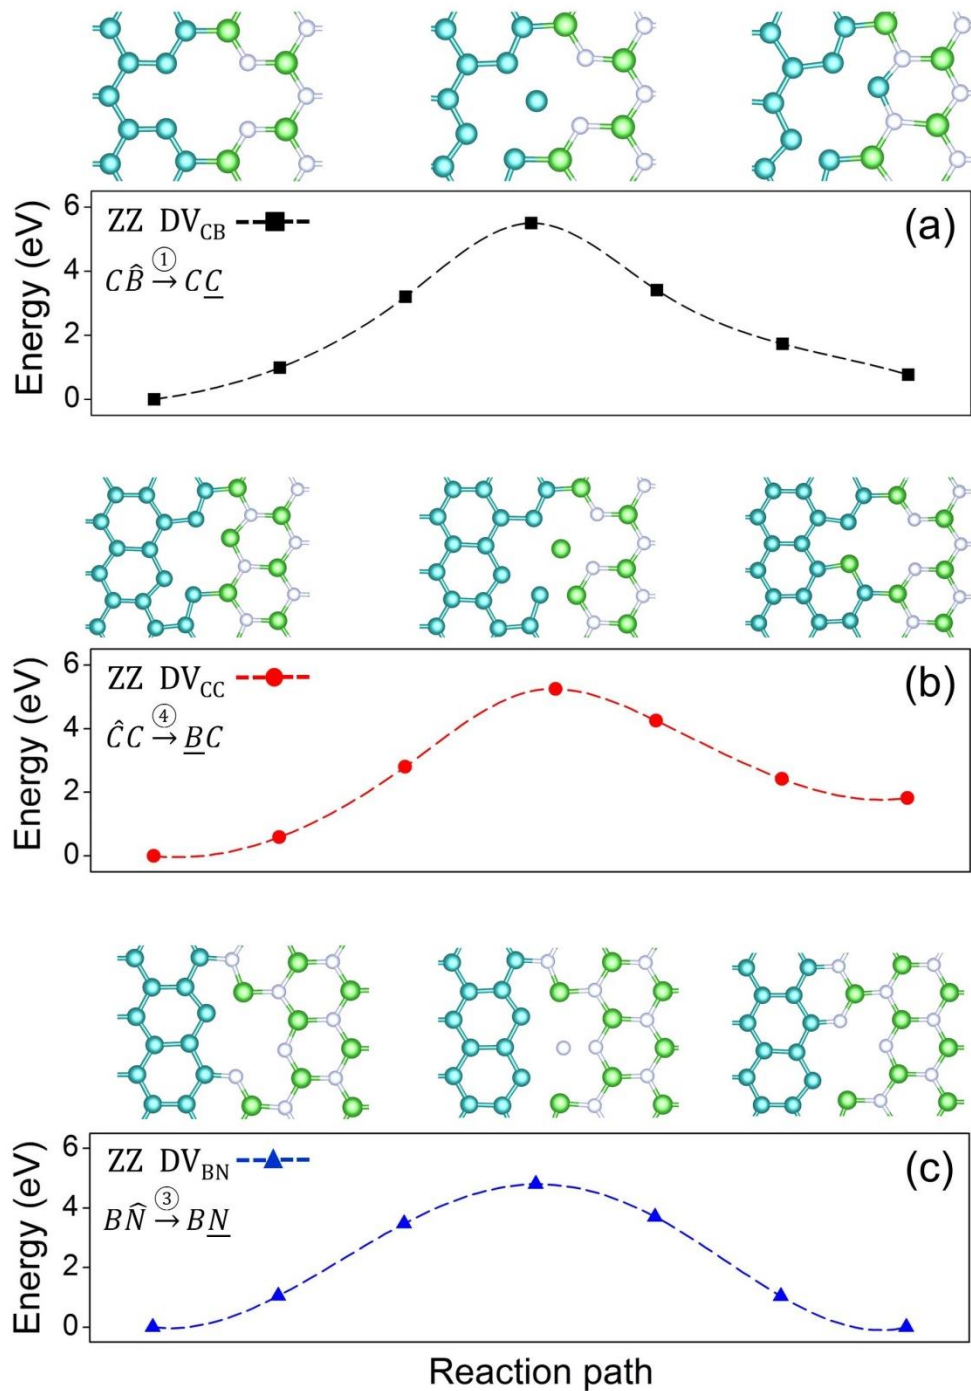 (a)
ZZ DV_CB
CB̂ →① CC̲
Energy (eV)
6
4
2
0
(b)
ZZ DV_CC
ĈC →④ B̲C
Energy (eV)
6
4
2
0
(c)
ZZ DV_BN
BN̂ →③ BN̲
Energy (eV)
6
4
2
0
Reaction path